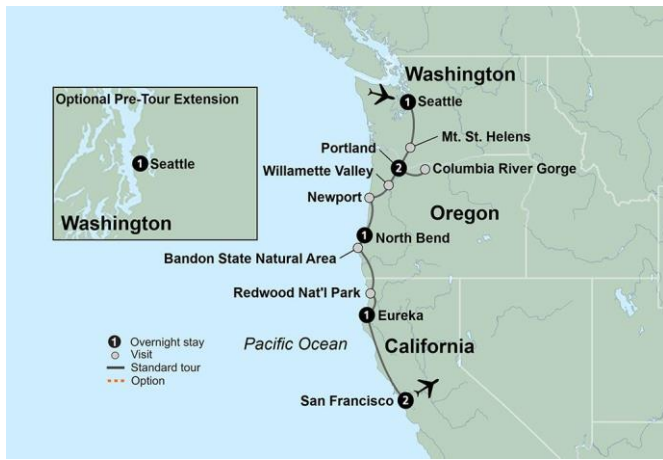 Optional Pre-Tour Extension
1 Seattle
Washington
Washington
1 Seattle
Mt. St. Helens
Portland
2
Columbia River Gorge
Willamette Valley
Newport
Oregon
1 North Bend
Bandon State Natural Area
Redwood Nat'l Park
1 Eureka
Pacific Ocean
California
San Francisco 2
1 Overnight stay
Visit
Standard tour
Option